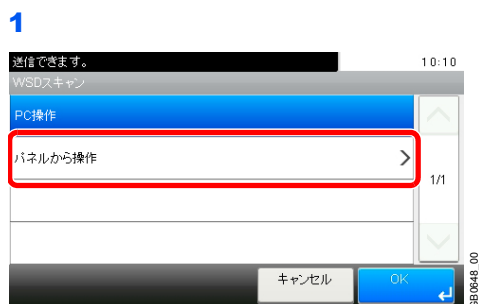 1
送信できます。 10:10
WSDスキャン
PC操作
パネルから操作
1/1
キャンセル OK